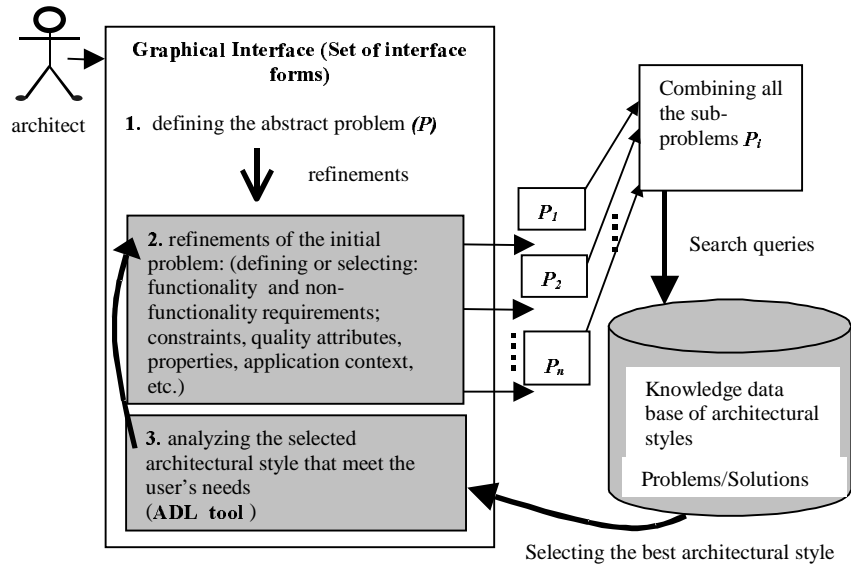 architect
Graphical Interface (Set of interface
forms)
1. defining the abstract problem (P)
refinements
2. refinements of the initial
problem: (defining or selecting:
functionality and non-
functionality requirements;
constraints, quality attributes,
properties, application context,
etc.)
3. analyzing the selected
architectural style that meet the
user's needs
(ADL tool )
P1
P2
Pn
Combining all
the sub-
problems Pi
Search queries
Knowledge data
base of architectural
styles
Problems/Solutions
Selecting the best architectural style